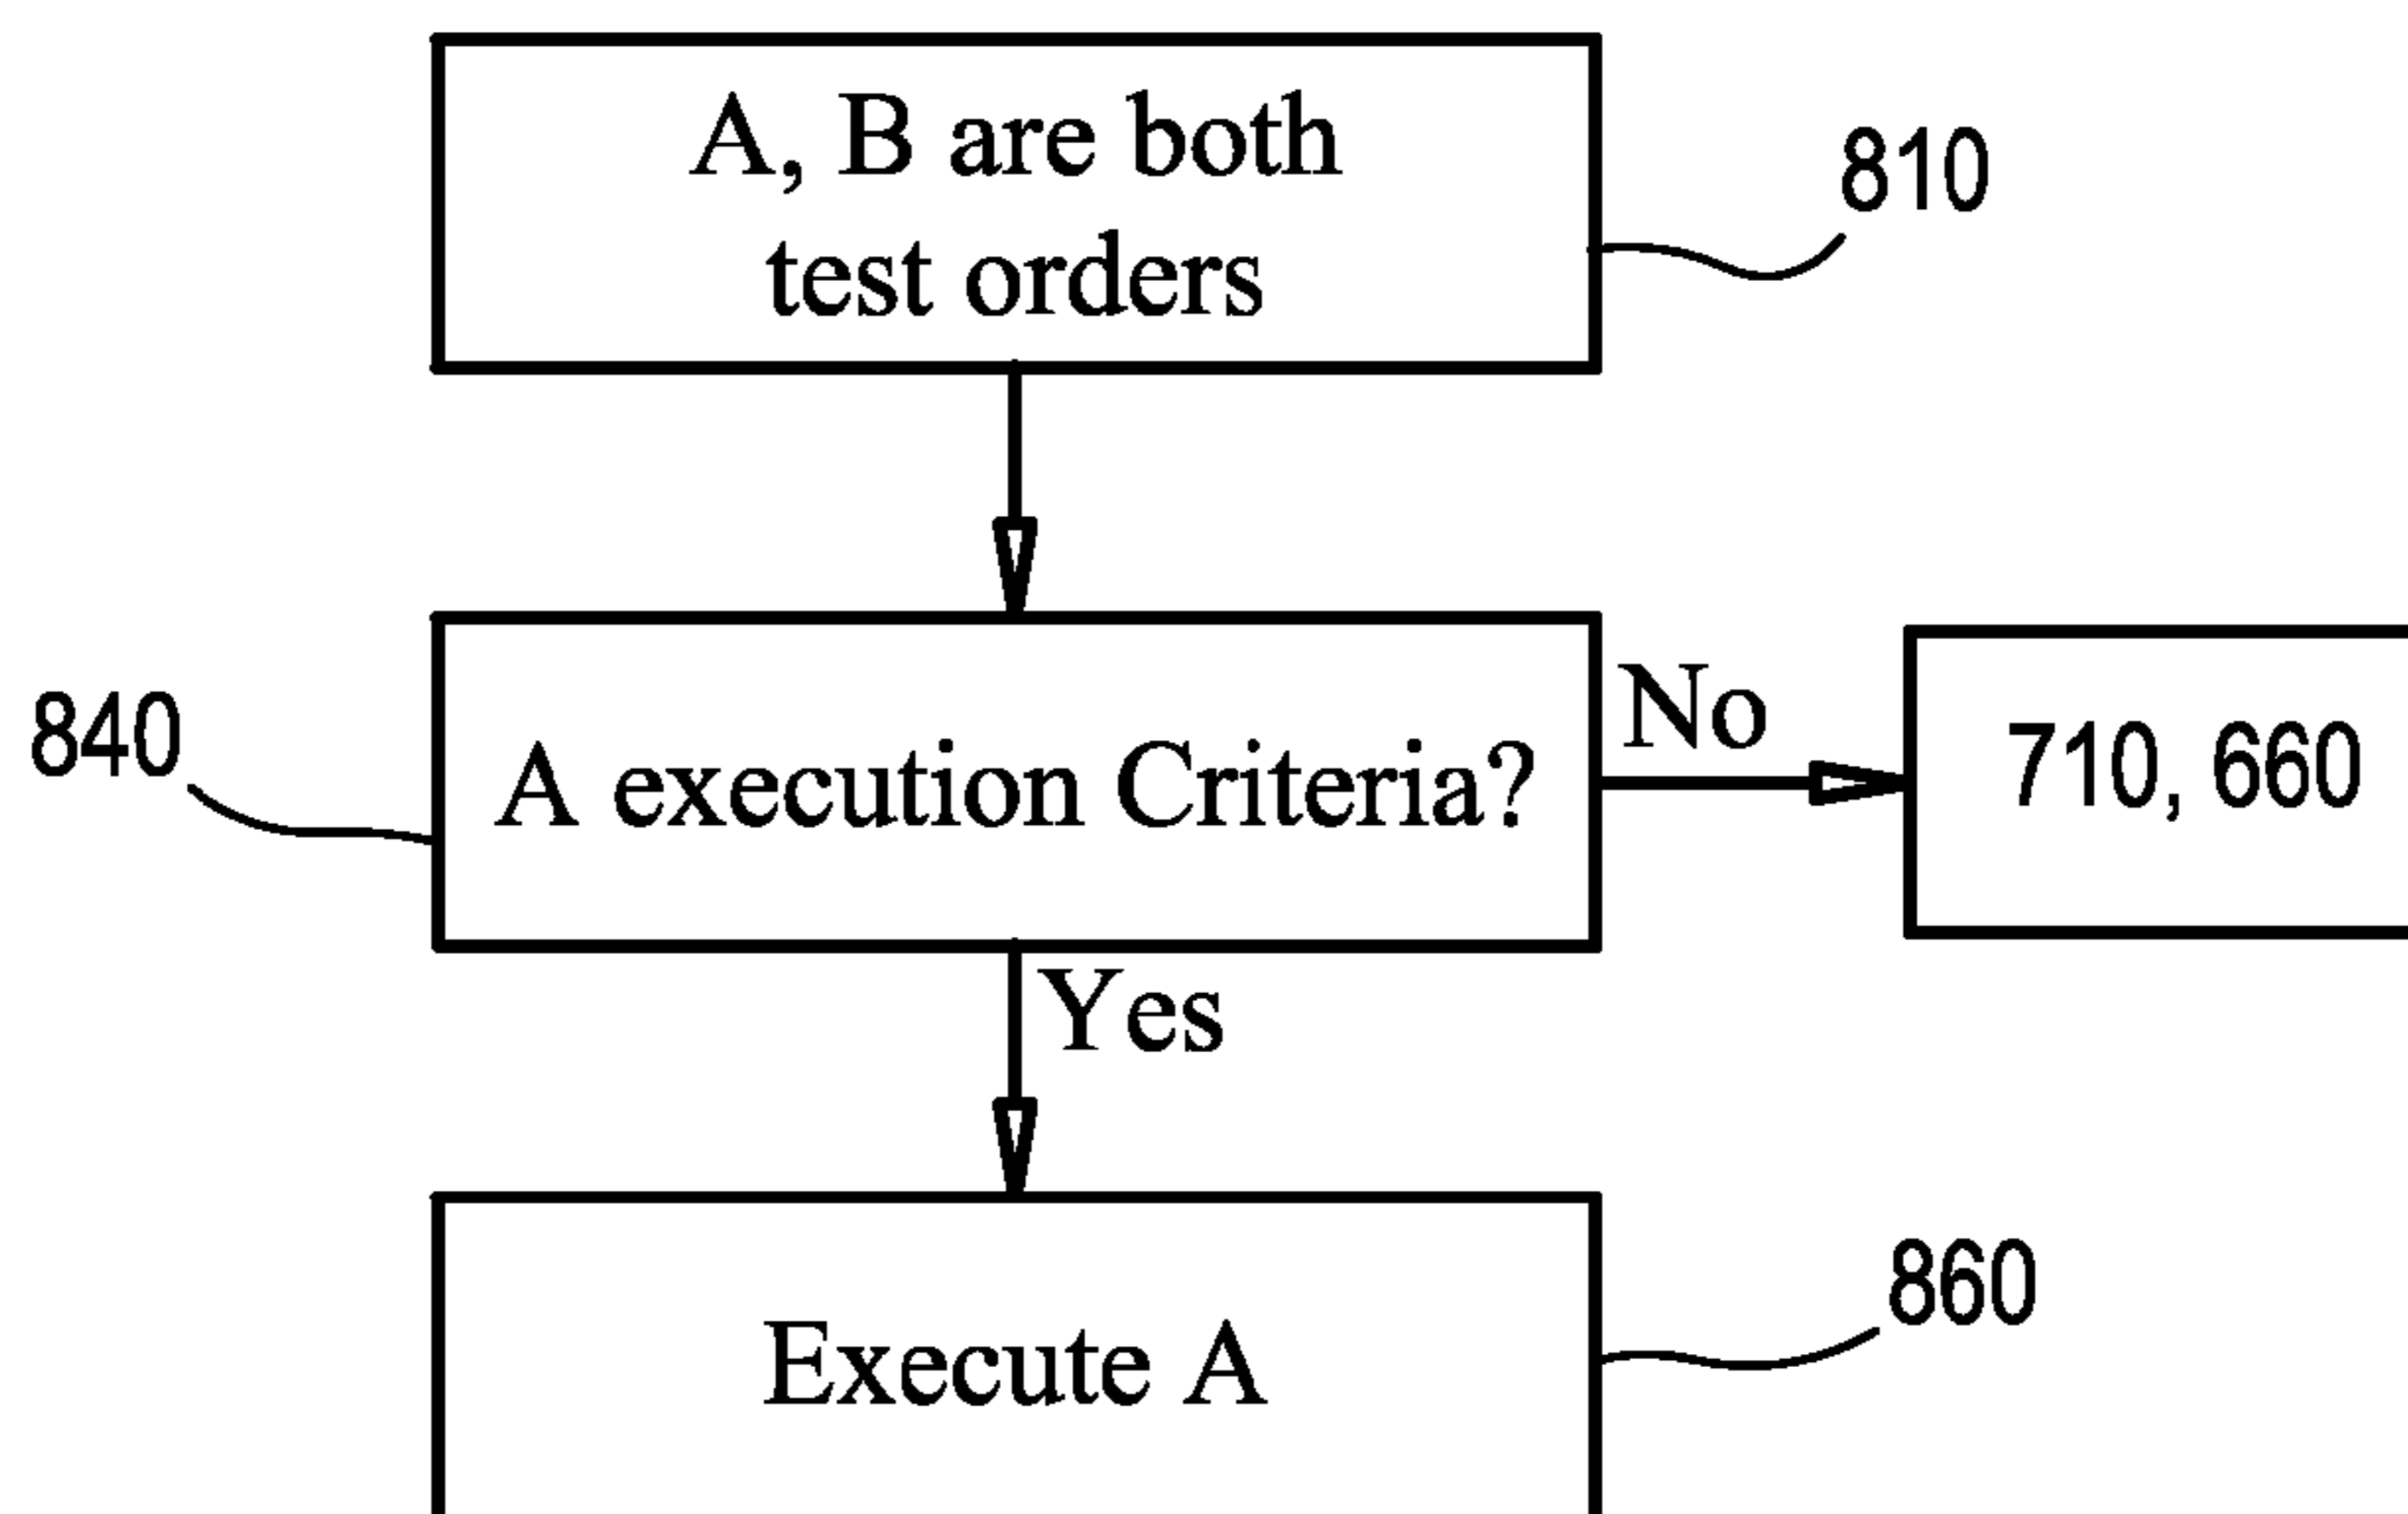 A, B are both
test orders
810
840
A execution Criteria?
No
710, 660
Yes
Execute A
860